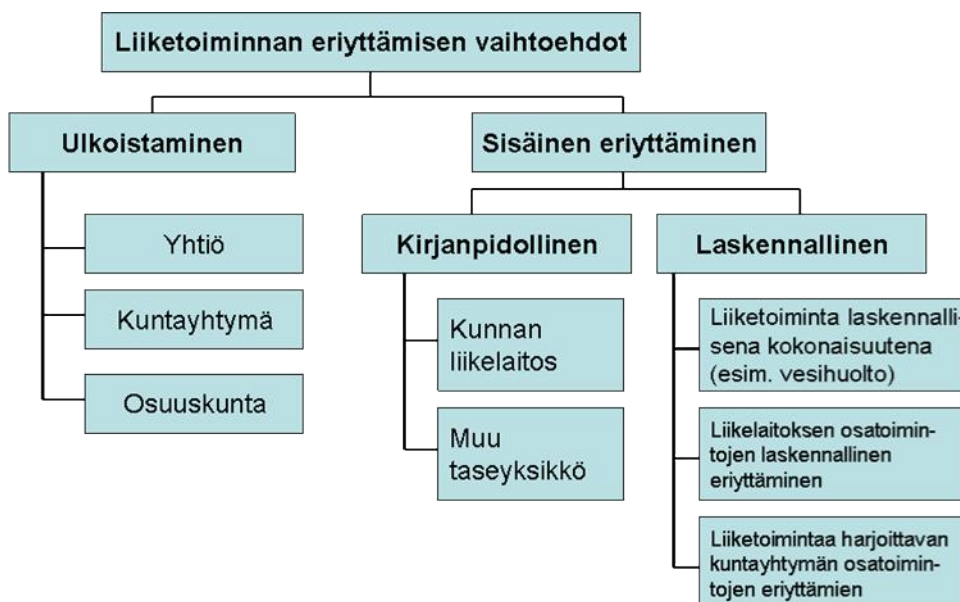 Liiketoiminnan eriyttämisen vaihtoehdot
Ulkoistaminen
Sisäinen eriyttäminen
Yhtiö
Kuntayhtymä
Osuuskunta
Kirjanpidollinen
Kunnan
liikelaitos
Muu
taseyksikkö
Laskennallinen
Liiketoiminta laskennalli-
sena kokonaisuutena
(esim. vesihuolto)
Liikelaitoksen osatoimin-
tojen laskennallinen
eriyttäminen
Liiketoimintaa harjoittavan
kuntayhtymän osatoimin-
tojen eriyttämien